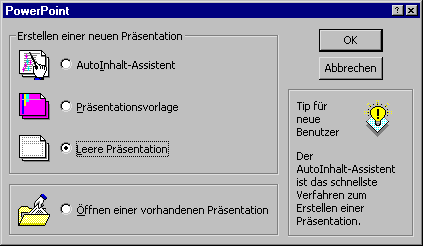 PowerPoint
Erstellen einer neuen Präsentation
AutoInhalt-Assistent
Präsentationsvorlage
Leere Präsentation
Öffnen einer vorhandenen Präsentation
OK
Abbrechen
Tip für
neue
Benutzer
Der
AutoInhalt-Assistent
ist das schnellste
Verfahren zum
Erstellen einer
Präsentation.